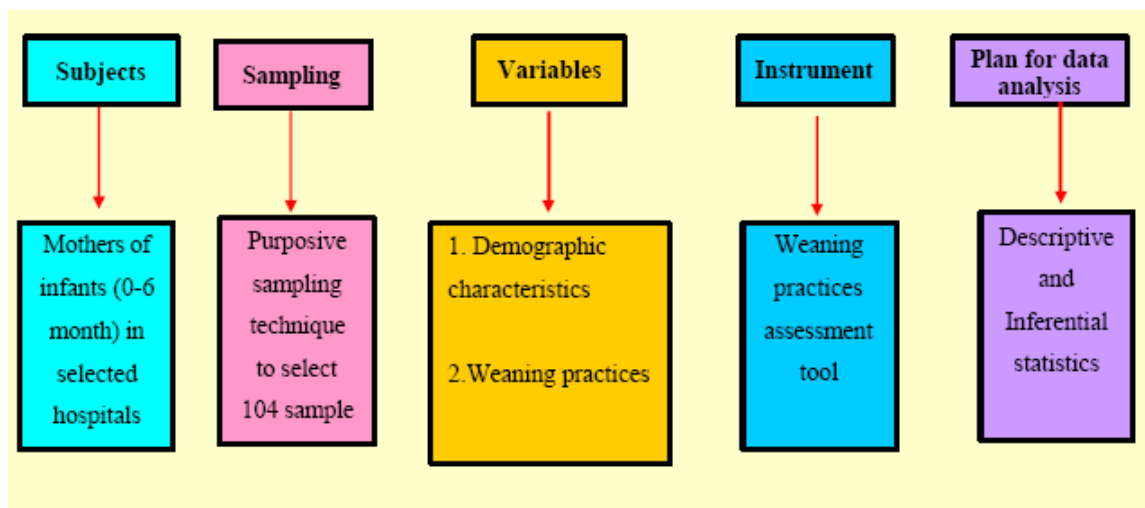 Subjects
Sampling
Variables
Instrument
Plan for data
analysis
Mothers of
infants (0-6
month) in
selected
hospitals
Purposive
sampling
technique
to select
104 sample
1. Demographic
characteristics
2.Weaning practices
Weaning
practices
assessment
tool
Descriptive
and
Inferential
statistics